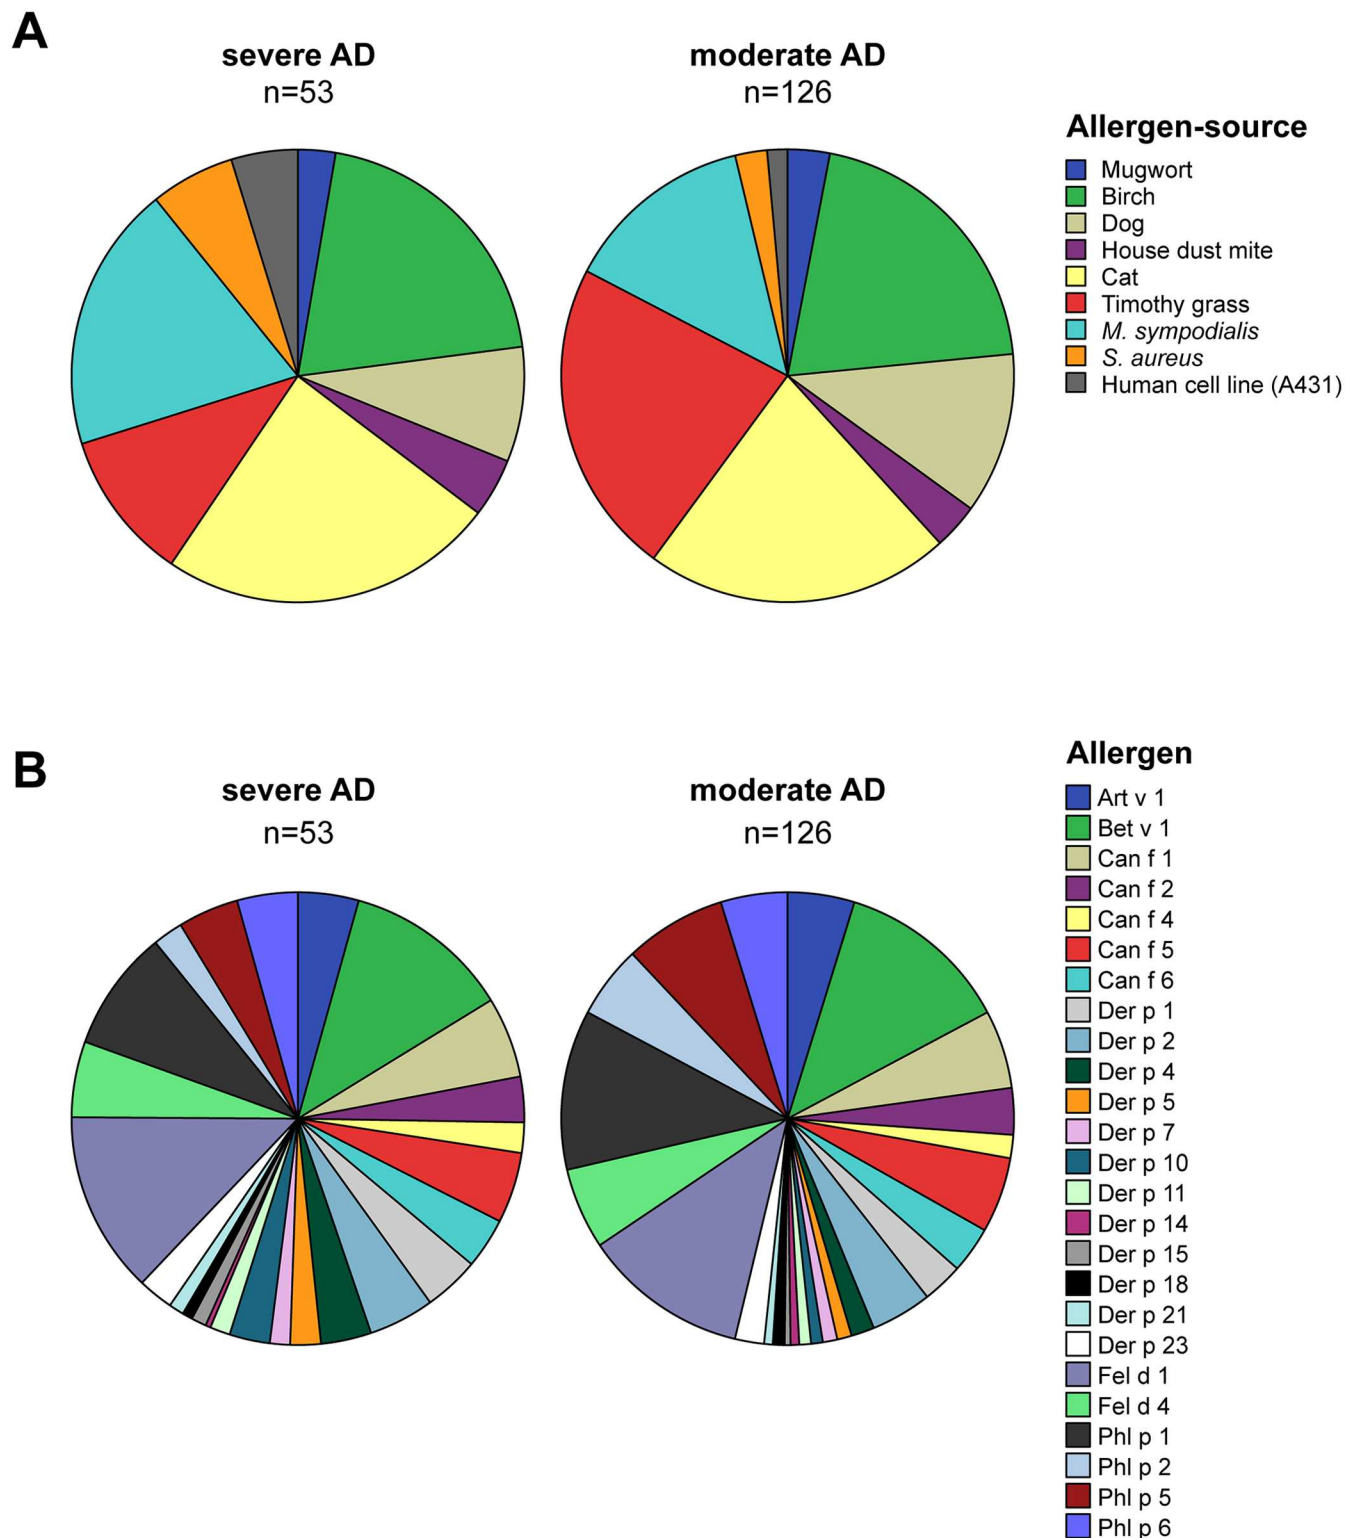 A
severe AD
n=53
moderate AD
n=126
Allergen-source
Mugwort
Birch
Dog
House dust mite
Cat
Timothy grass
M. sympodialis
S. aureus
Human cell line (A431)
B
severe AD
n=53
moderate AD
n=126
Allergen
Art v 1
Bet v 1
Can f 1
Can f 2
Can f 4
Can f 5
Can f 6
Der p 1
Der p 2
Der p 4
Der p 5
Der p 7
Der p 10
Der p 11
Der p 14
Der p 15
Der p 18
Der p 21
Der p 23
Fel d 1
Fel d 4
Phl p 1
Phl p 2
Phl p 5
Phl p 6